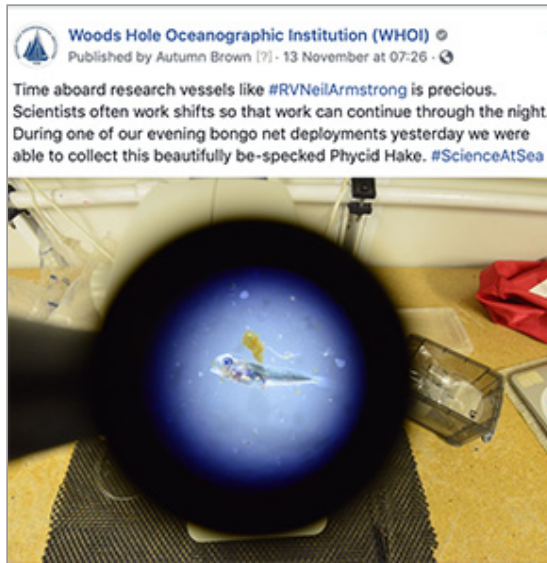 Woods Hole Oceanographic Institution (WHOI)
Published by Autumn Brown [?] · 13 November at 07:26 ·
Time aboard research vessels like #RVNeilArmstrong is precious.
Scientists often work shifts so that work can continue through the night.
During one of our evening bongo net deployments yesterday we were
able to collect this beautifully be-specked Phycid Hake. #ScienceAtSea